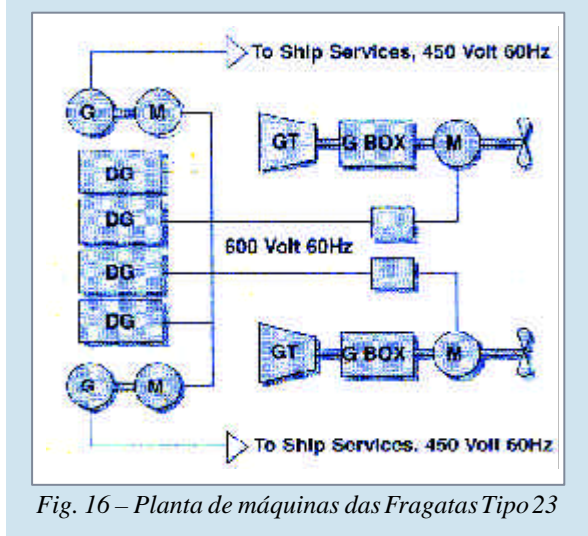 To Ship Services, 450 Volt 60Hz
G M
GT G BOX M
DG
DG
600 Volt 60Hz
DG
DG
GT G BOX M
G M
To Ship Services. 450 Volt 60Hz
Fig. 16 – Planta de máquinas das Fragatas Tipo 23